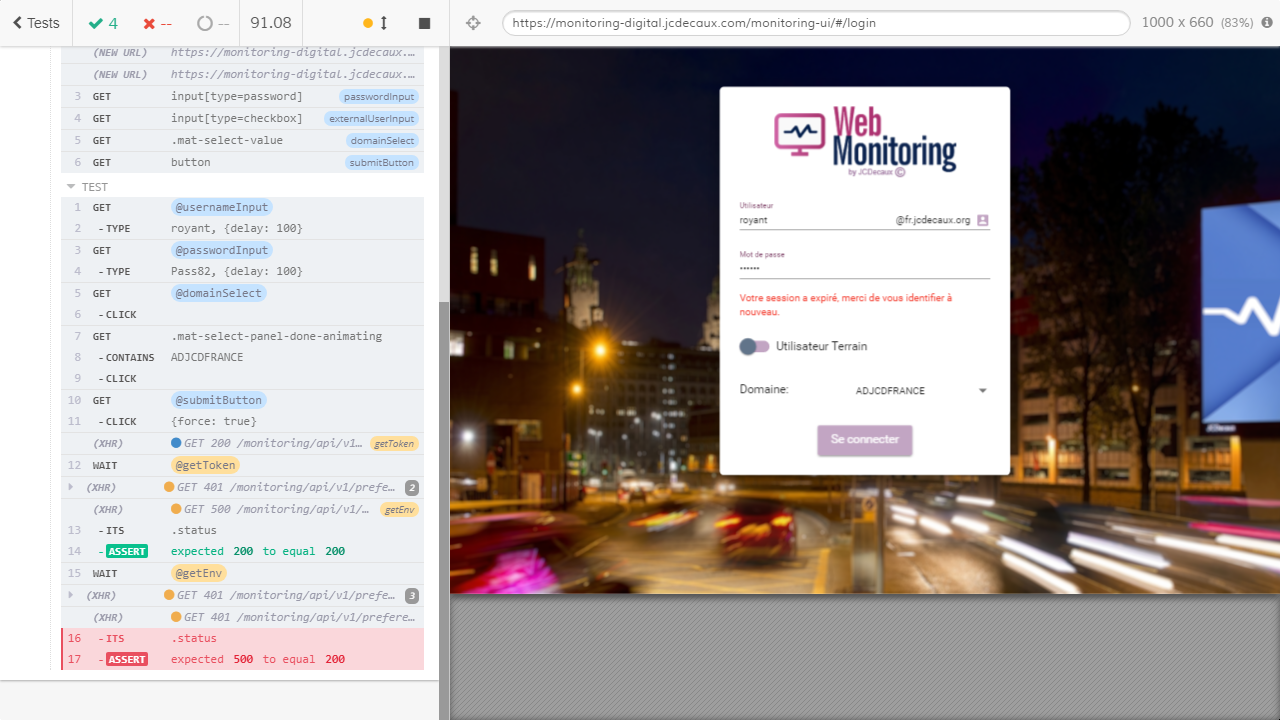 Tests
4
--
--
91.08
https://monitoring-digital.jcdecaux.com/monitoring-ui/#/login
1000 x 660 (83%)
(NEW URL) https://monitoring-digital.jcdecaux.…
(NEW URL) https://monitoring-digital.jcdecaux.…
3 GET input[type=password] passwordInput
4 GET input[type=checkbox] externalUserInput
5 GET .mat-select-value domainSelect
6 GET button submitButton
TEST
1 GET @usernameInput
2 - TYPE royant, {delay: 100}
3 GET @passwordInput
4 - TYPE Pass82, {delay: 100}
5 GET @domainSelect
6 - CLICK
7 GET .mat-select-panel-done-animating
8 - CONTAINS ADJCDFRANCE
9 - CLICK
10 GET @submitButton
11 - CLICK {force: true}
(XHR) GET 200 /monitoring/api/v1… getToken
12 WAIT @getToken
(XHR) GET 401 /monitoring/api/v1/prefe… 2
(XHR) GET 500 /monitoring/api/v1/… getEnv
13 - ITS .status
14 - ASSERT expected 200 to equal 200
15 WAIT @getEnv
(XHR) GET 401 /monitoring/api/v1/prefe… 3
(XHR) GET 401 /monitoring/api/v1/prefere…
16 - ITS .status
17 - ASSERT expected 500 to equal 200
Web
Monitoring
by JCDecaux ©
Utilisateur
royant @fr.jcdecaux.org
Mot de passe
••••••
Votre session a expiré, merci de vous identifier à
nouveau.
Utilisateur Terrain
Domaine: ADJCDFRANCE
Se connecter
JCDecaux